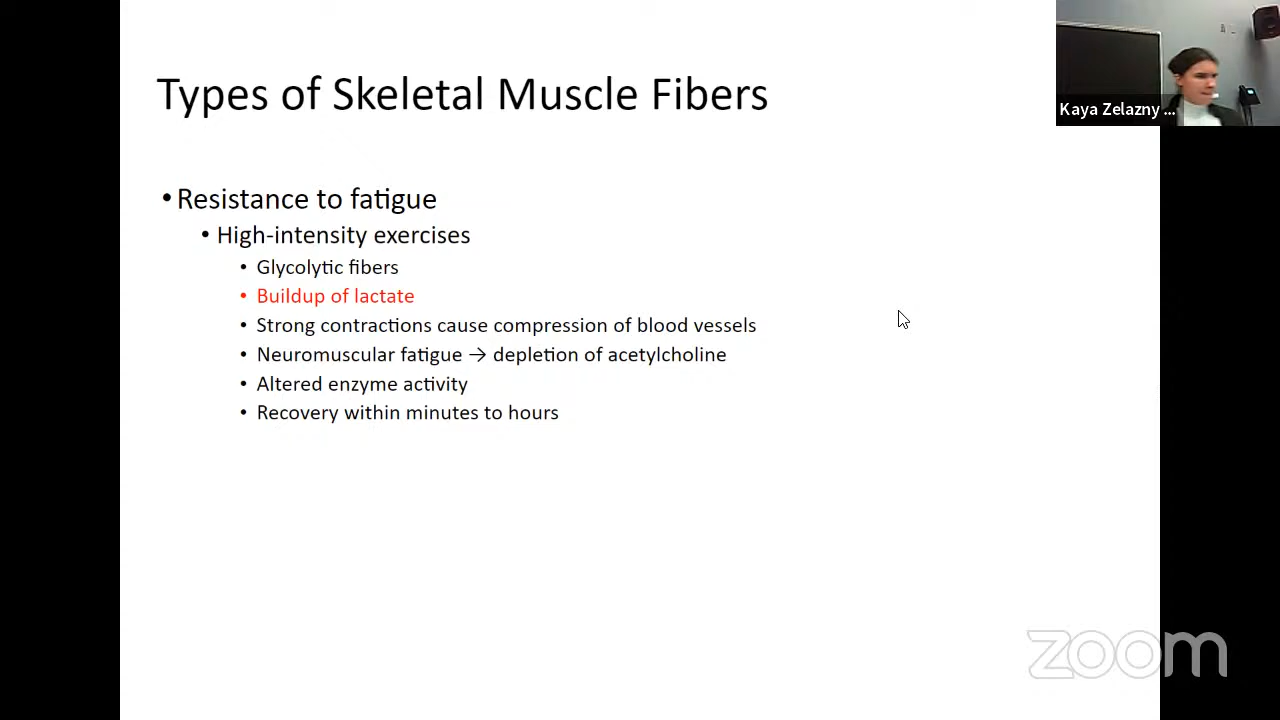 Types of Skeletal Muscle Fibers
Kaya Zelazny ...
• Resistance to fatigue
• High-intensity exercises
• Glycolytic fibers
• Buildup of lactate
• Strong contractions cause compression of blood vessels
• Neuromuscular fatigue → depletion of acetylcholine
• Altered enzyme activity
• Recovery within minutes to hours
zoom